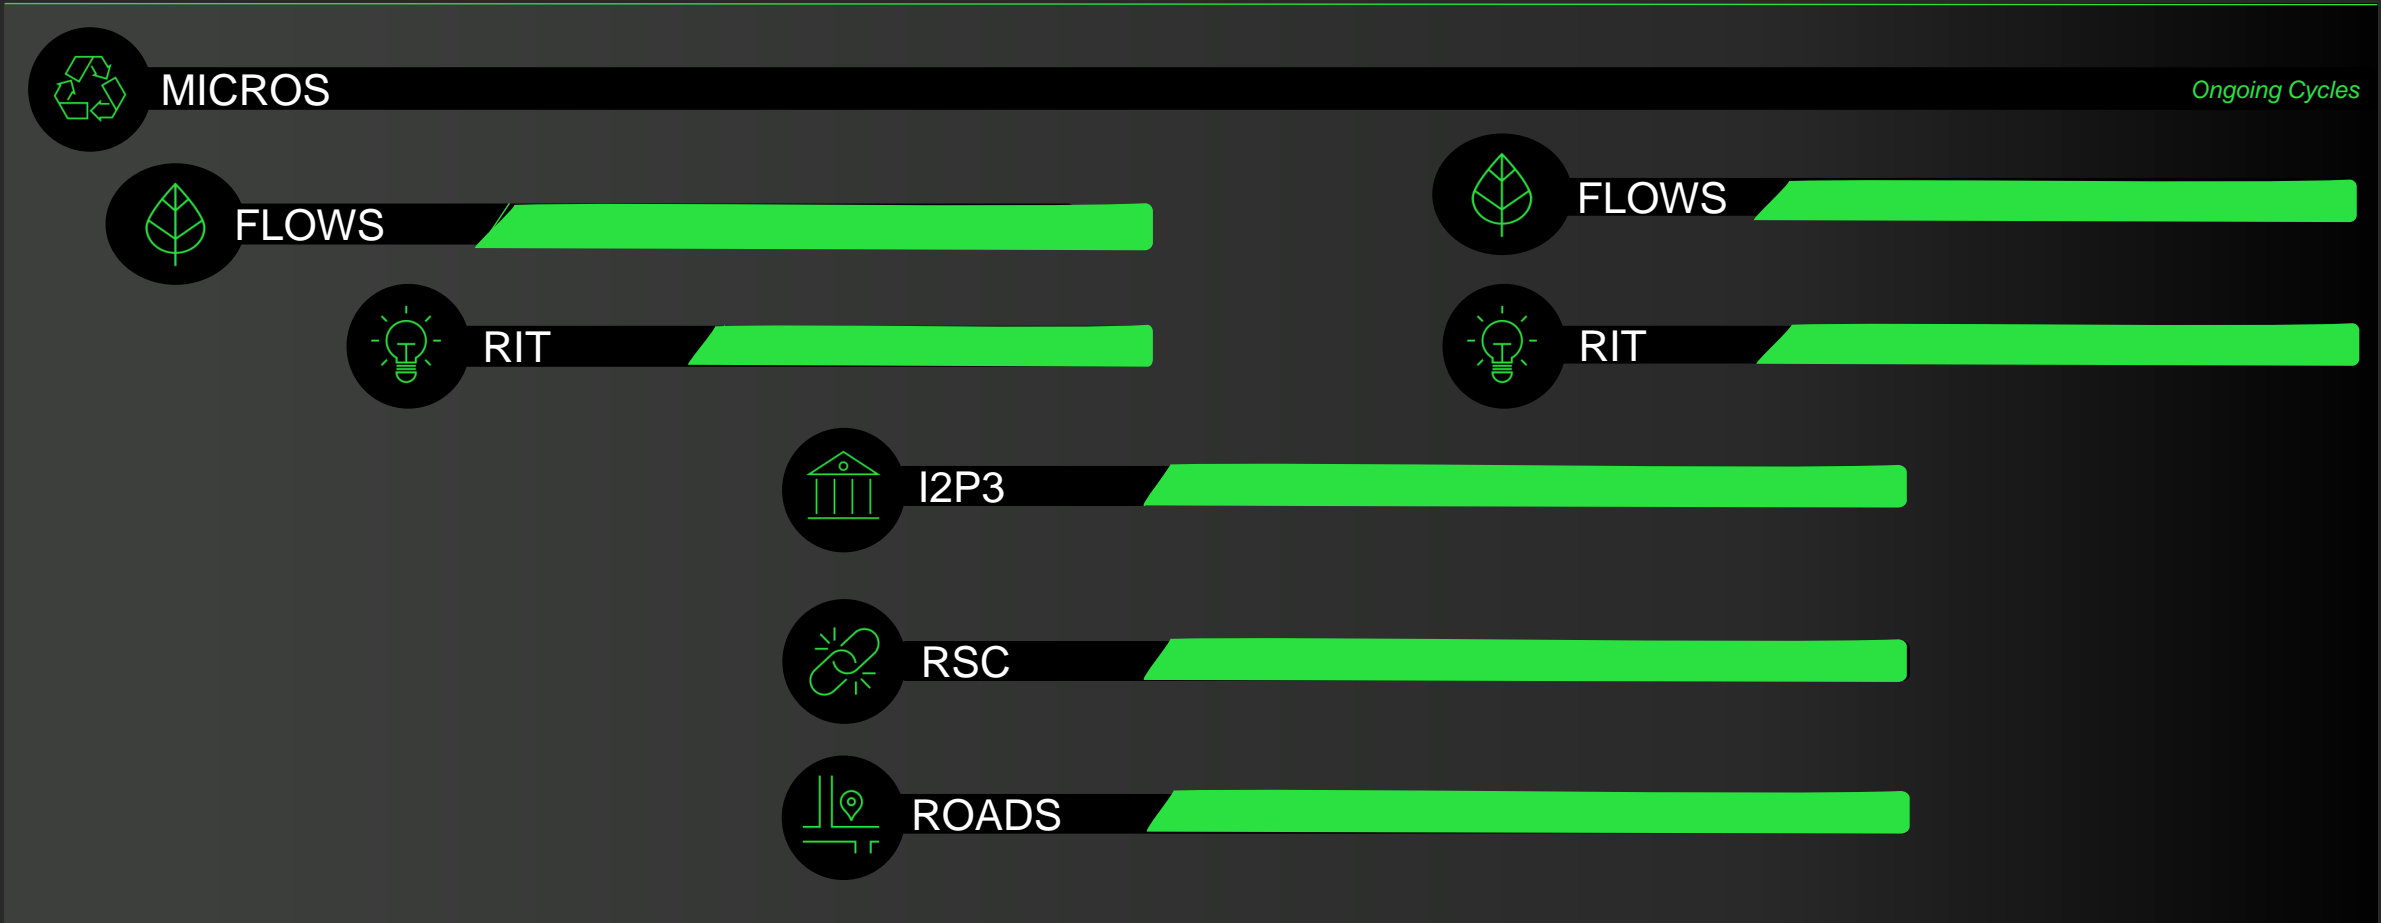 MICROS
Ongoing Cycles
FLOWS
FLOWS
RIT
RIT
I2P3
RSC
ROADS